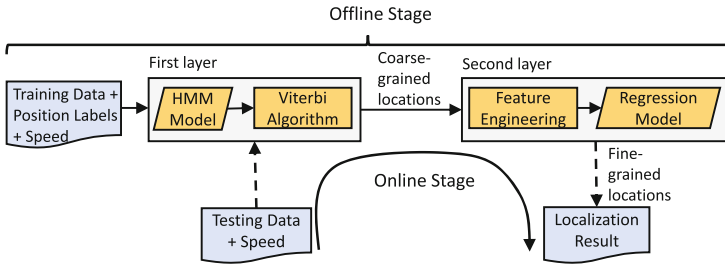 Offline Stage
First layer
Coarse-
grained
locations
Second layer
Training Data +
Position Labels
+ Speed
HMM
Model
Viterbi
Algorithm
Feature
Engineering
Regression
Model
Online Stage
Fine-
grained
locations
Testing Data
+ Speed
Localization
Result